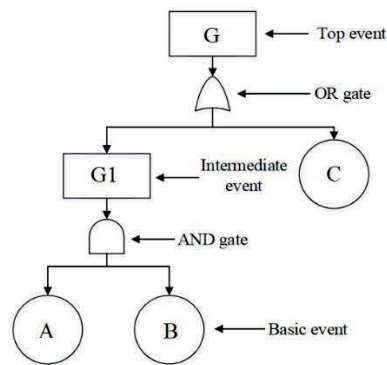 G
Top event
OR gate
G1
Intermediate
event
C
AND gate
A
B
Basic event